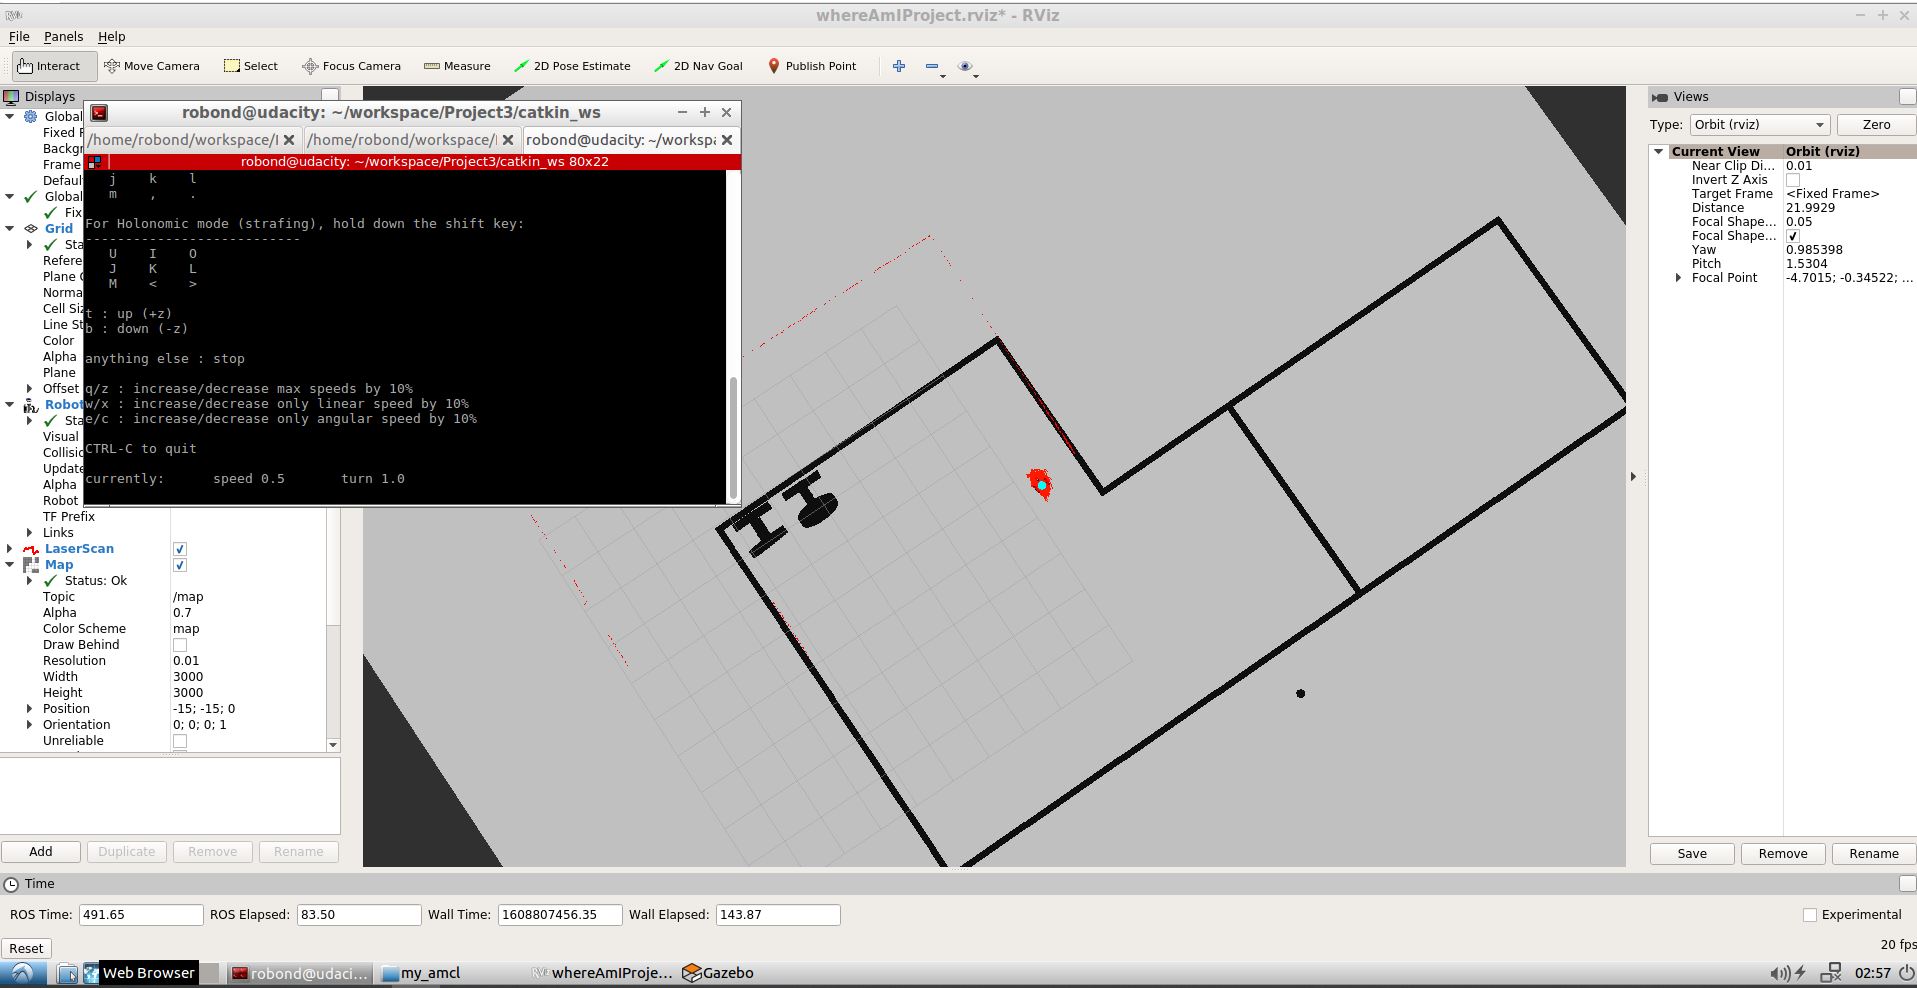 whereAmIProject.rviz* - RViz
File Panels Help
Interact Move Camera Select Focus Camera Measure 2D Pose Estimate 2D Nav Goal Publish Point
Displays
Global
Fixed F
Backgr
Frame
Defaul
Global
Fix
Grid
Sta
Refere
Plane C
Norma
Cell Siz
Line St
Color
Alpha
Plane
Offset
Robot
Sta
Visual
Collisio
Update
Alpha
Robot
TF Prefix
Links
LaserScan
Map
Status: Ok
Topic /map
Alpha 0.7
Color Scheme map
Draw Behind
Resolution 0.01
Width 3000
Height 3000
Position -15; -15; 0
Orientation 0; 0; 0; 1
Unreliable
Add Duplicate Remove Rename
robond@udacity: ~/workspace/Project3/catkin_ws
/home/robond/workspace/ /home/robond/workspace/ robond@udacity: ~/workspa
robond@udacity: ~/workspace/Project3/catkin_ws 80x22
j k l
m , .
For Holonomic mode (strafing), hold down the shift key:
---------------------------
U I O
J K L
M < >
t : up (+z)
b : down (-z)
anything else : stop
q/z : increase/decrease max speeds by 10%
w/x : increase/decrease only linear speed by 10%
e/c : increase/decrease only angular speed by 10%
CTRL-C to quit
currently: speed 0.5 turn 1.0
Views
Type: Orbit (rviz) Zero
Current View Orbit (rviz)
Near Clip Di... 0.01
Invert Z Axis
Target Frame <Fixed Frame>
Distance 21.9929
Focal Shape... 0.05
Focal Shape...
Yaw 0.985398
Pitch 1.5304
Focal Point -4.7015; -0.34522; ...
Save Remove Rename
Time
ROS Time: 491.65 ROS Elapsed: 83.50 Wall Time: 1608807456.35 Wall Elapsed: 143.87 Experimental
Reset 20 fps
Web Browser robond@udaci... my_amcl whereAmIProje... Gazebo 02:57